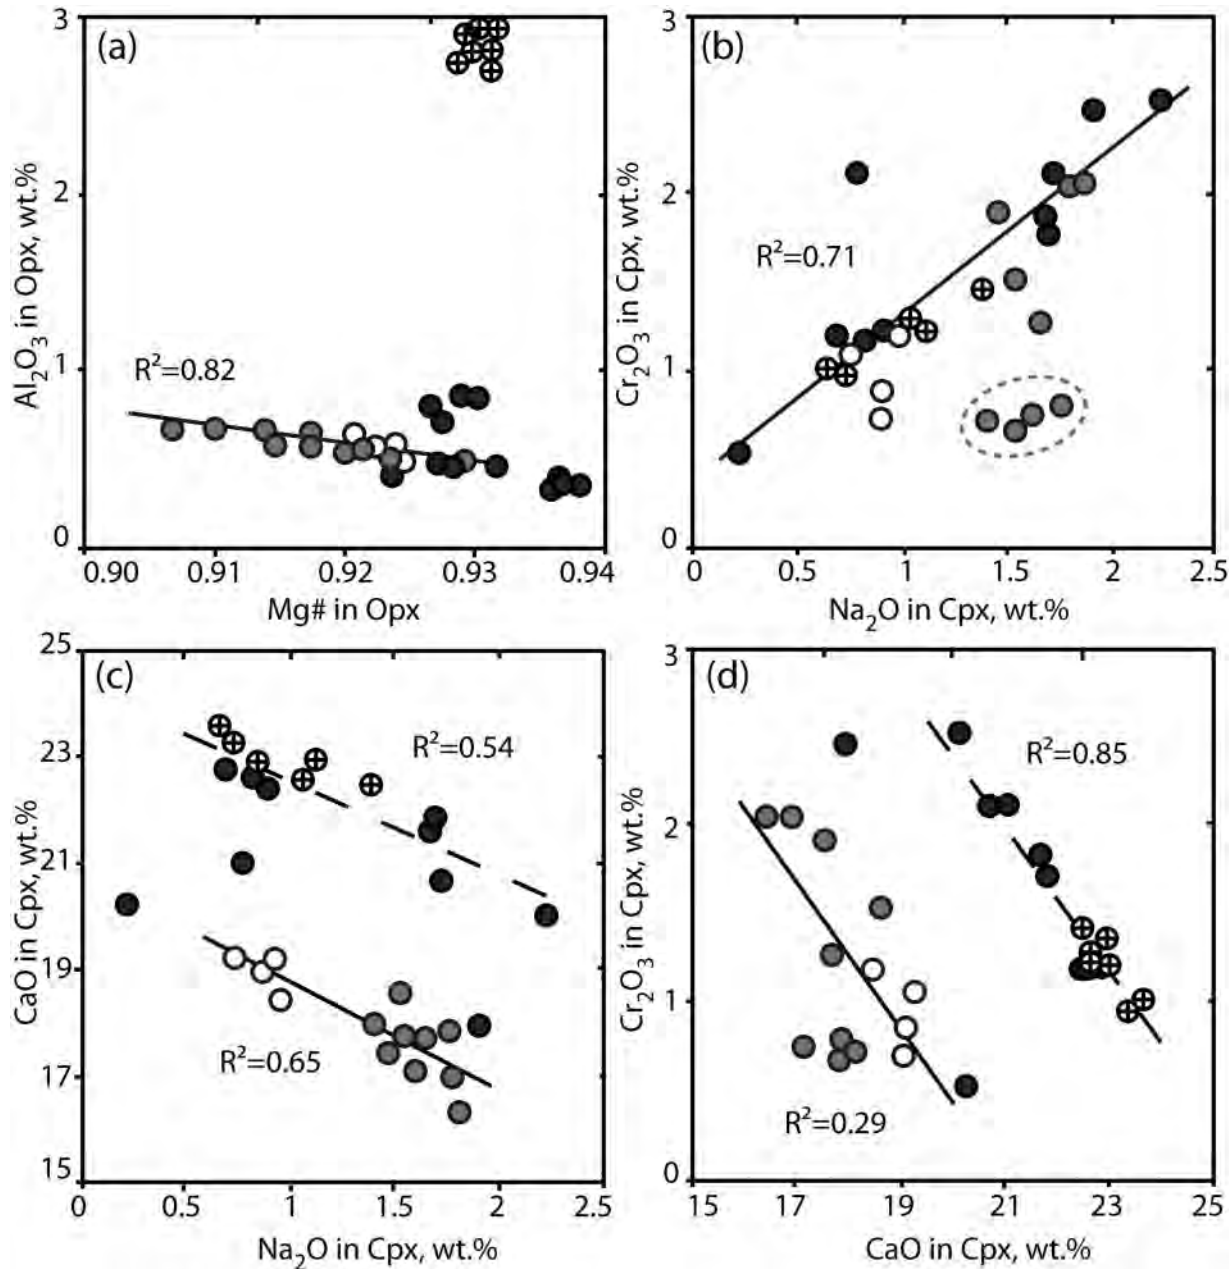 (a)
3
2
1
0
Al₂O₃ in Opx, wt.%
R²=0.82
0.90 0.91 0.92 0.93 0.94
Mg# in Opx
(b)
3
2
1
0
Cr₂O₃ in Cpx, wt.%
R²=0.71
0 0.5 1 1.5 2 2.5
Na₂O in Cpx, wt.%
(c)
25
23
21
19
17
15
CaO in Cpx, wt.%
R²=0.54
R²=0.65
0 0.5 1 1.5 2 2.5
Na₂O in Cpx, wt.%
(d)
3
2
1
0
Cr₂O₃ in Cpx, wt.%
R²=0.85
R²=0.29
15 17 19 21 23 25
CaO in Cpx, wt.%